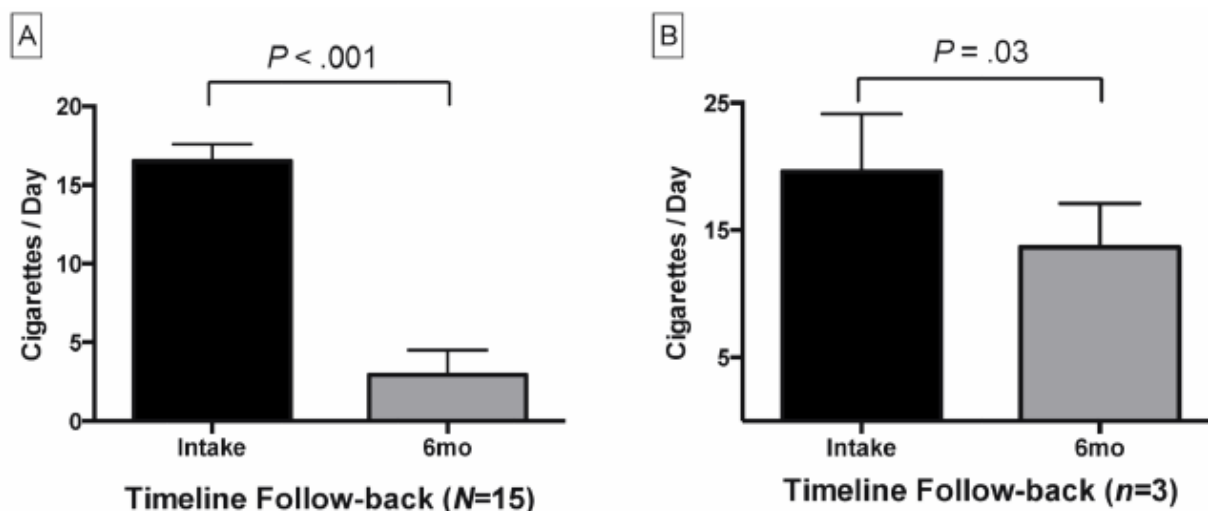 A
P < .001
Cigarettes / Day
20
15
10
5
0
Intake 6mo
Timeline Follow-back (N=15)
B
P = .03
Cigarettes / Day
25
15
5
Intake 6mo
Timeline Follow-back (n=3)